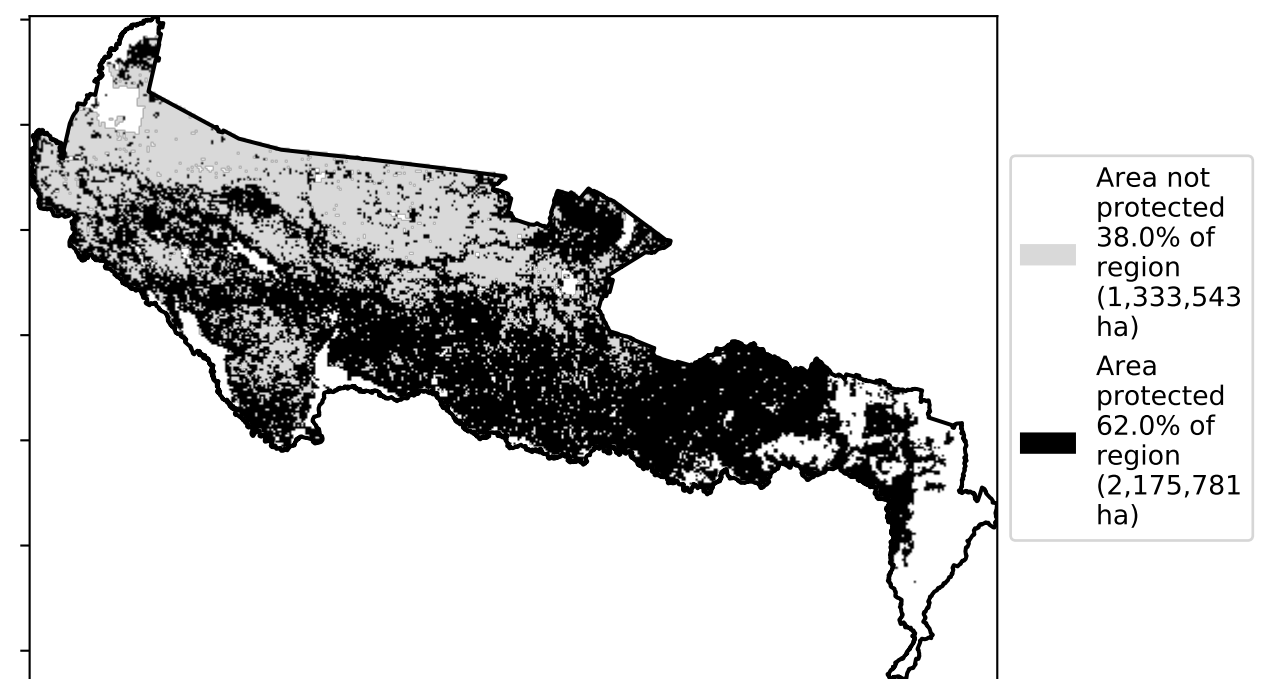 Area not
protected
38.0% of
region
(1,333,543
ha)
Area
protected
62.0% of
region
(2,175,781
ha)